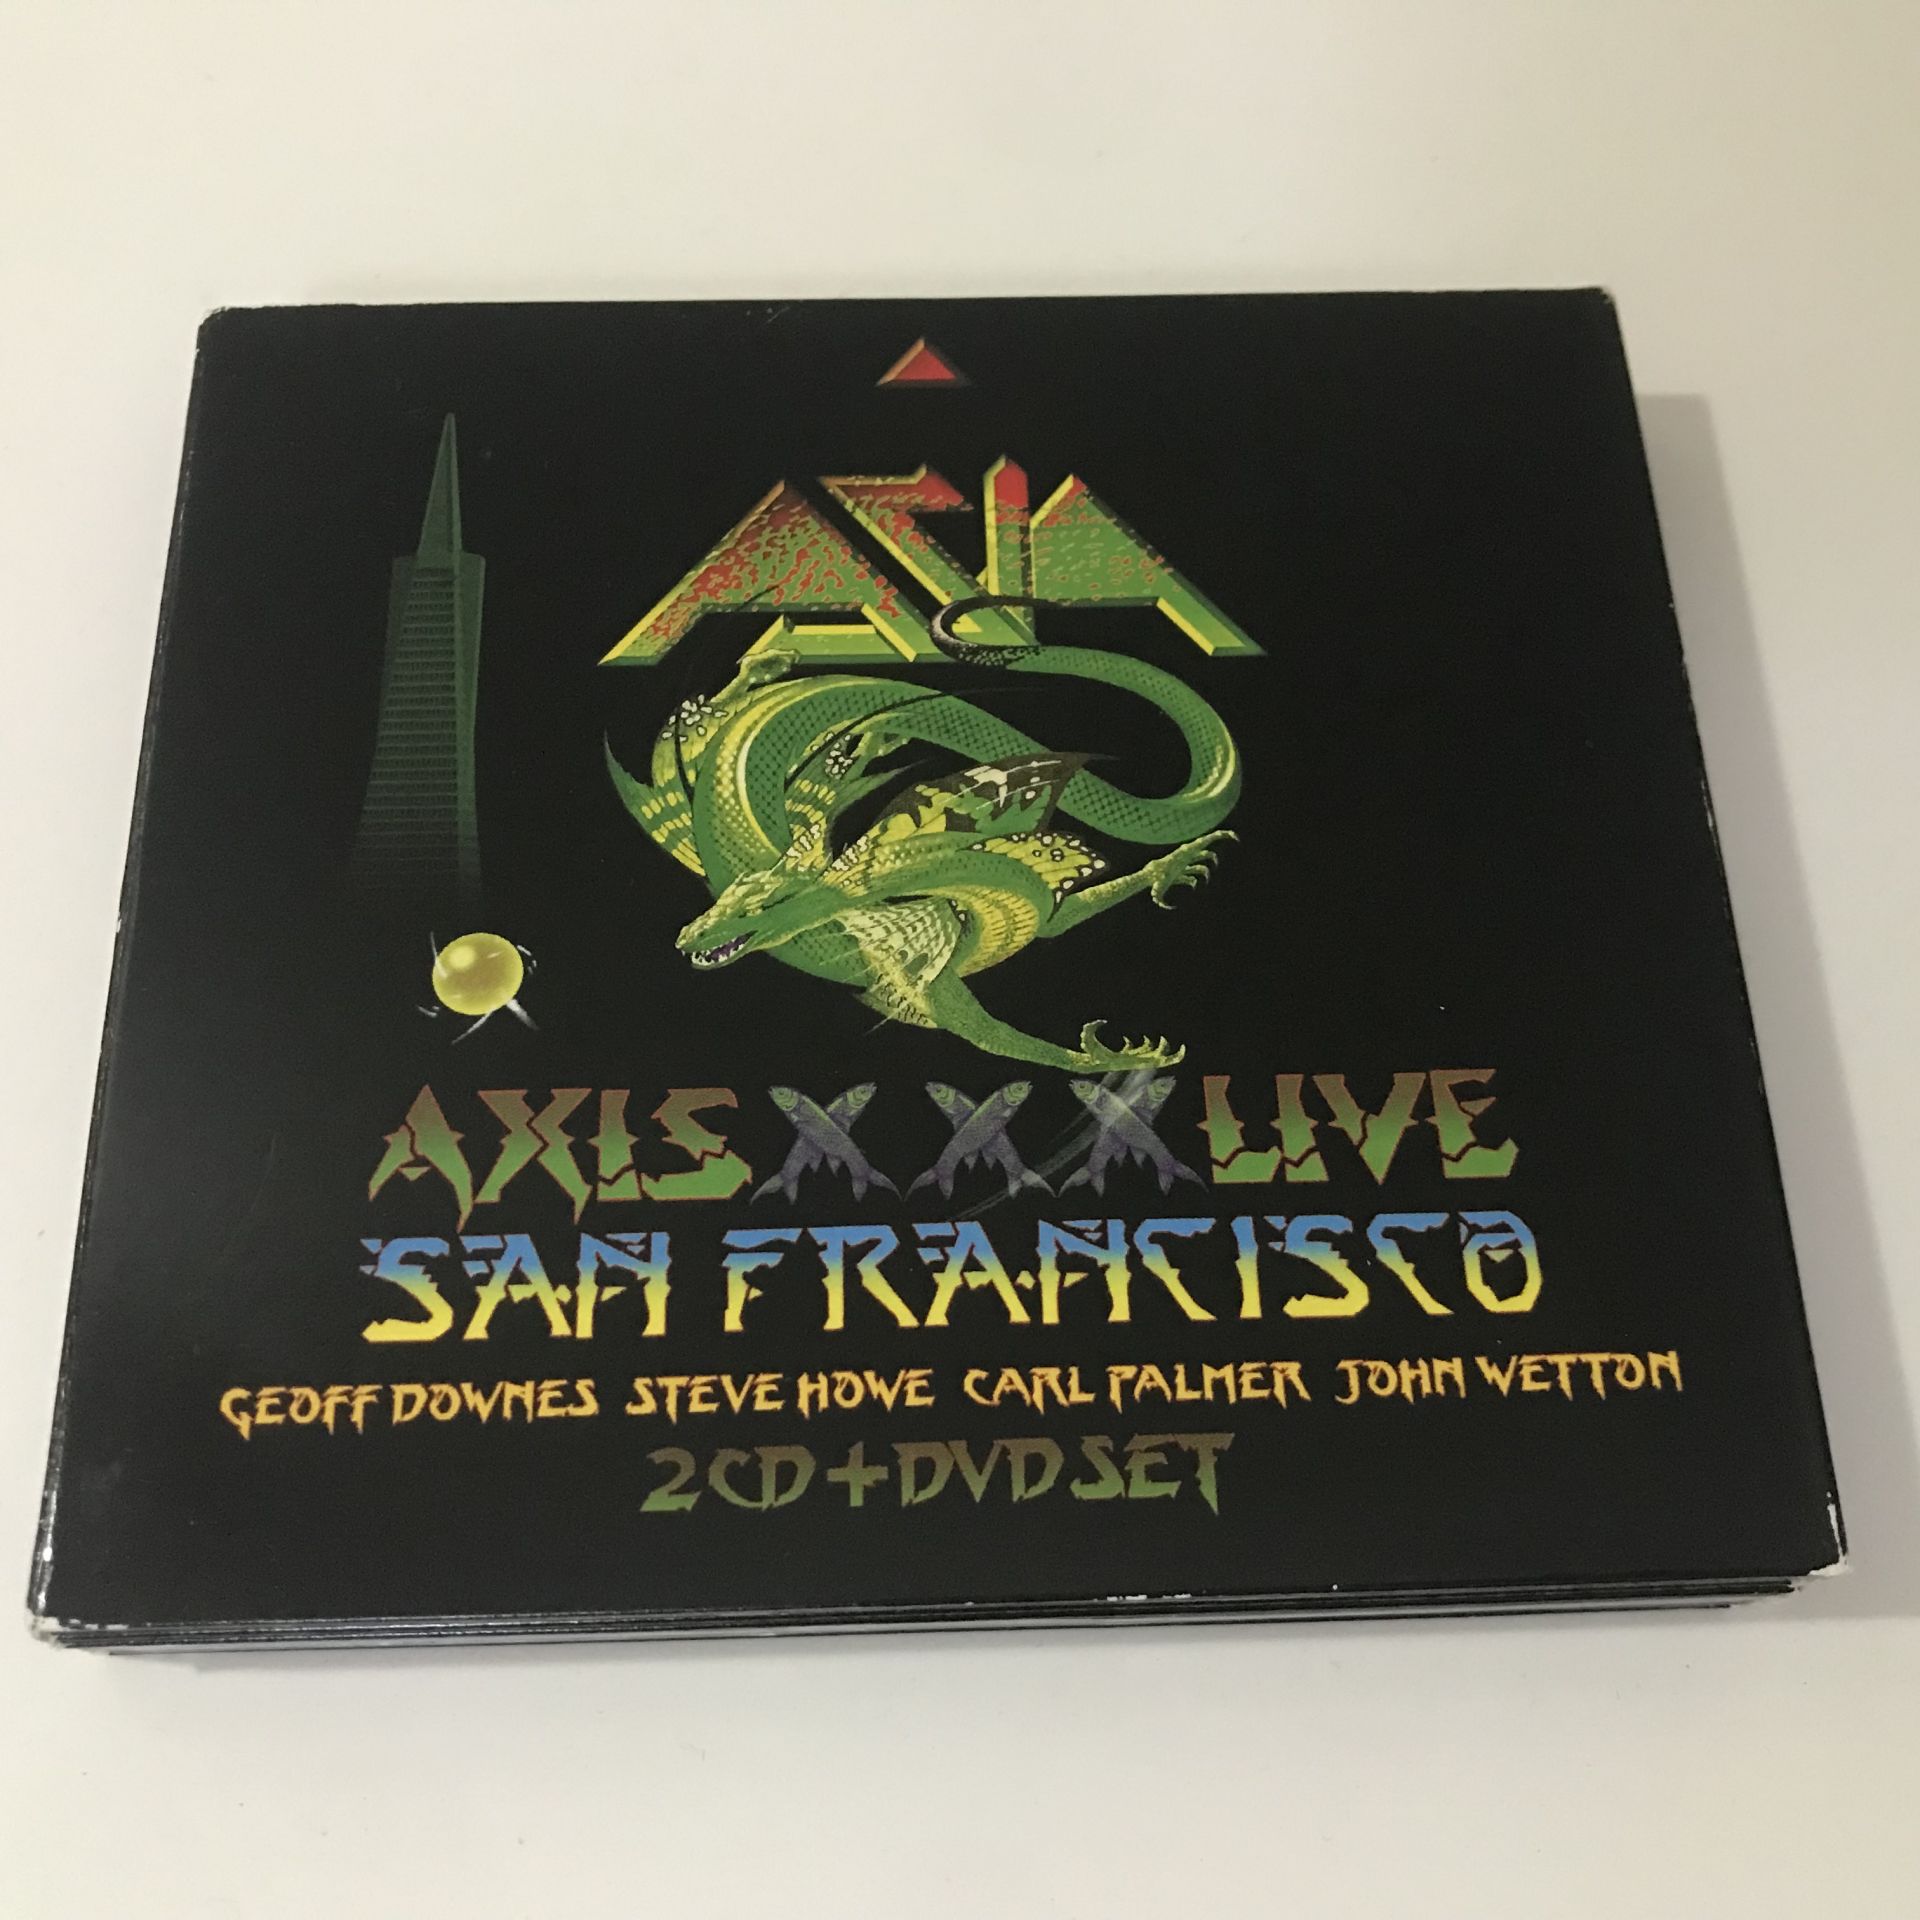 ASIA
AXIS XXX LIVE
SAN FRANCISCO
GEOFF DOWNES STEVE HOWE CARL PALMER JOHN WETTON
2CD+DVD SET